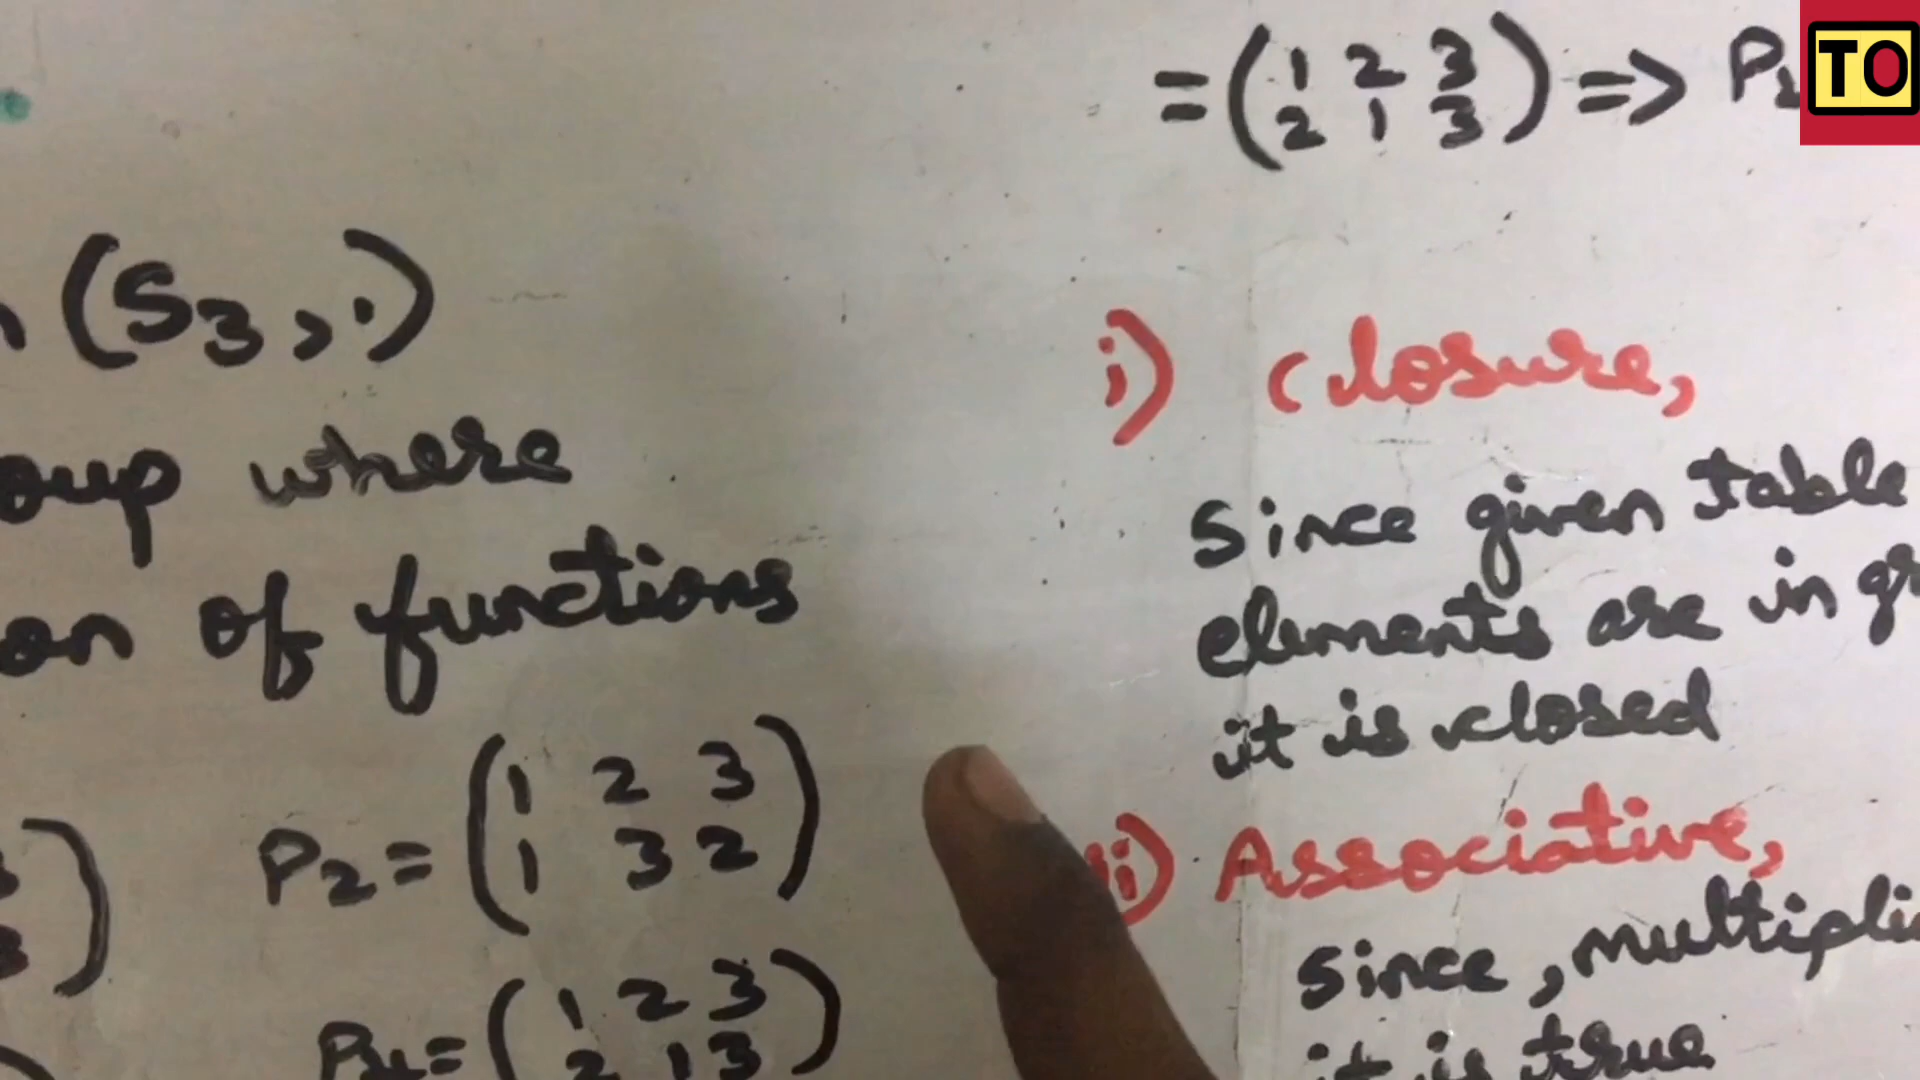 (S3, ·)
where
of functions
P2 = (1 2 3
1 3 2)
P4 = (1 2 3
2 1 3)
= (1 2 3
2 1 3) =>
TO
i) Closure,
Since given table
elements are in
it is closed
ii) Associative,
Since,
it is true